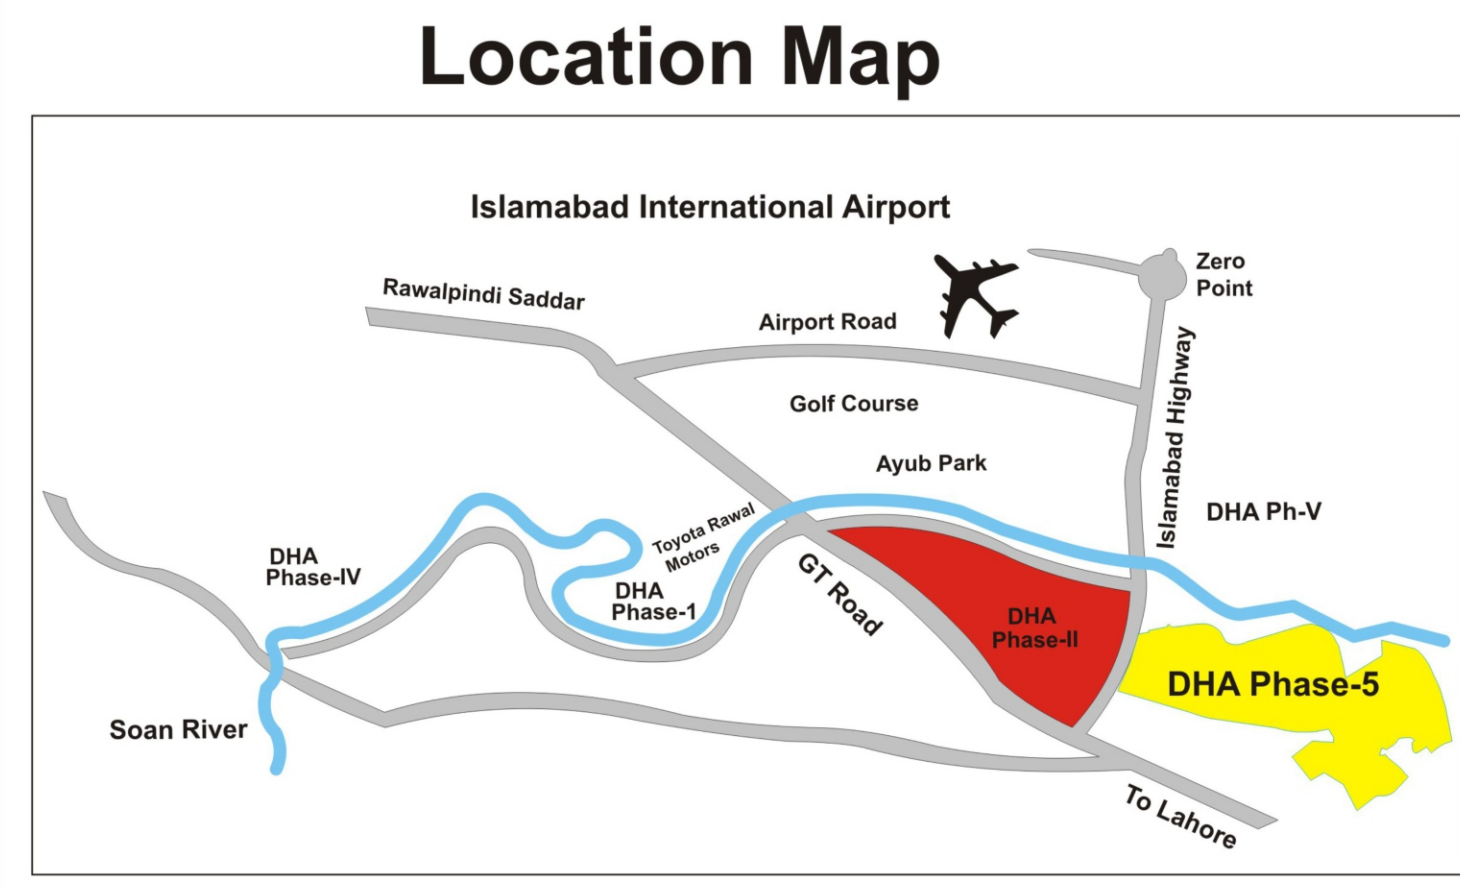 Location Map
Islamabad International Airport
Zero
Point
Rawalpindi Saddar
Airport Road
Islamabad Highway
Golf Course
Ayub Park
DHA Ph-V
Toyota Rawal
Motors
DHA
Phase-IV
DHA
Phase-1
GT Road
DHA
Phase-II
DHA Phase-5
Soan River
To Lahore